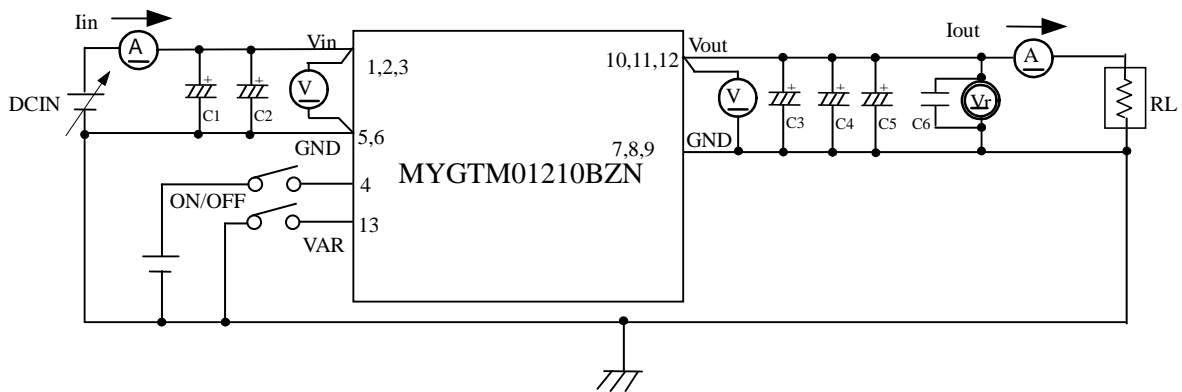 Iin
Iout
A
Vin
Vout
A
1,2,3
10,11,12
V
V
Vr
DCIN
C1
C2
C3
C4
C5
C6
RL
+
+
+
+
+
5,6
GND
7,8,9
GND
MYGTM01210BZN
ON/OFF
4
13
VAR